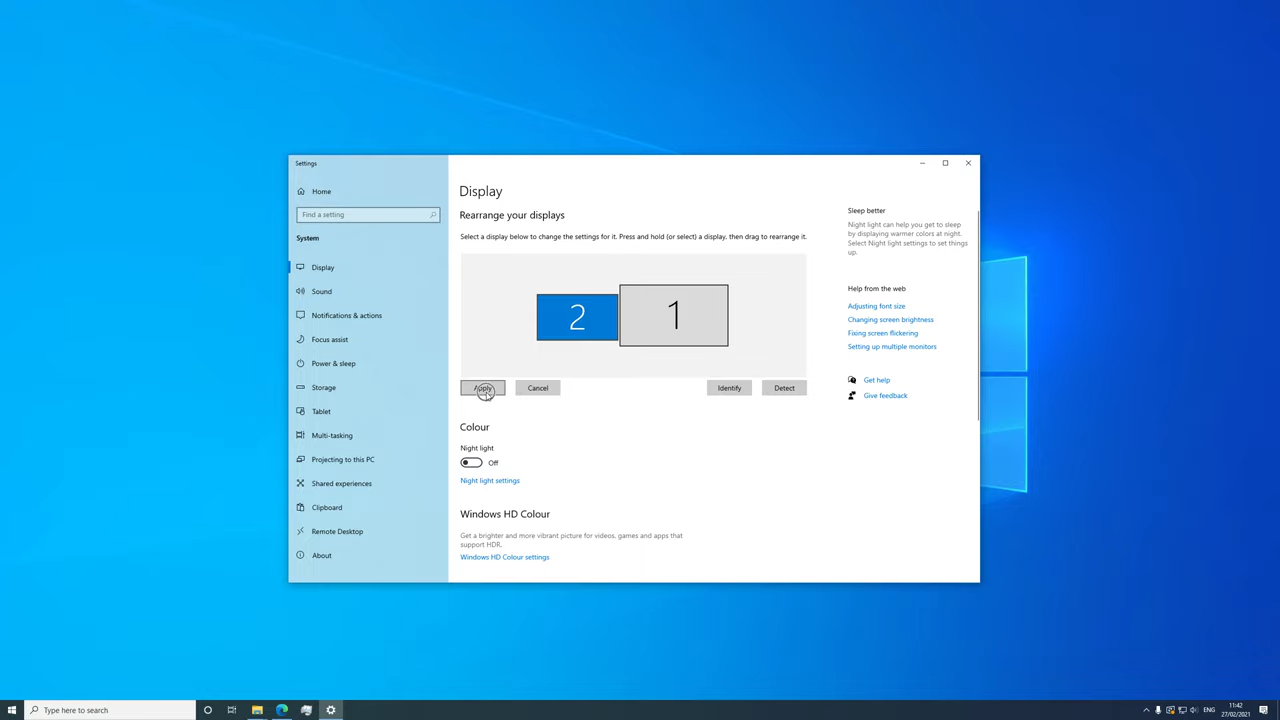 Settings
Home
Find a setting
System
Display
Sound
Notifications & actions
Focus assist
Power & sleep
Storage
Tablet
Multi-tasking
Projecting to this PC
Shared experiences
Clipboard
Remote Desktop
About
Display
Rearrange your displays
Select a display below to change the settings for it. Press and hold (or select) a display, then drag to rearrange it.
2
1
Apply
Cancel
Identify
Detect
Colour
Night light
Off
Night light settings
Windows HD Colour
Get a brighter and more vibrant picture for videos, games and apps that
support HDR.
Windows HD Colour settings
Sleep better
Night light can help you get to sleep
by displaying warmer colors at night.
Select Night light settings to set things
up.
Help from the web
Adjusting font size
Changing screen brightness
Fixing screen flickering
Setting up multiple monitors
Get help
Give feedback
Type here to search
ENG
11:42
27/02/2021